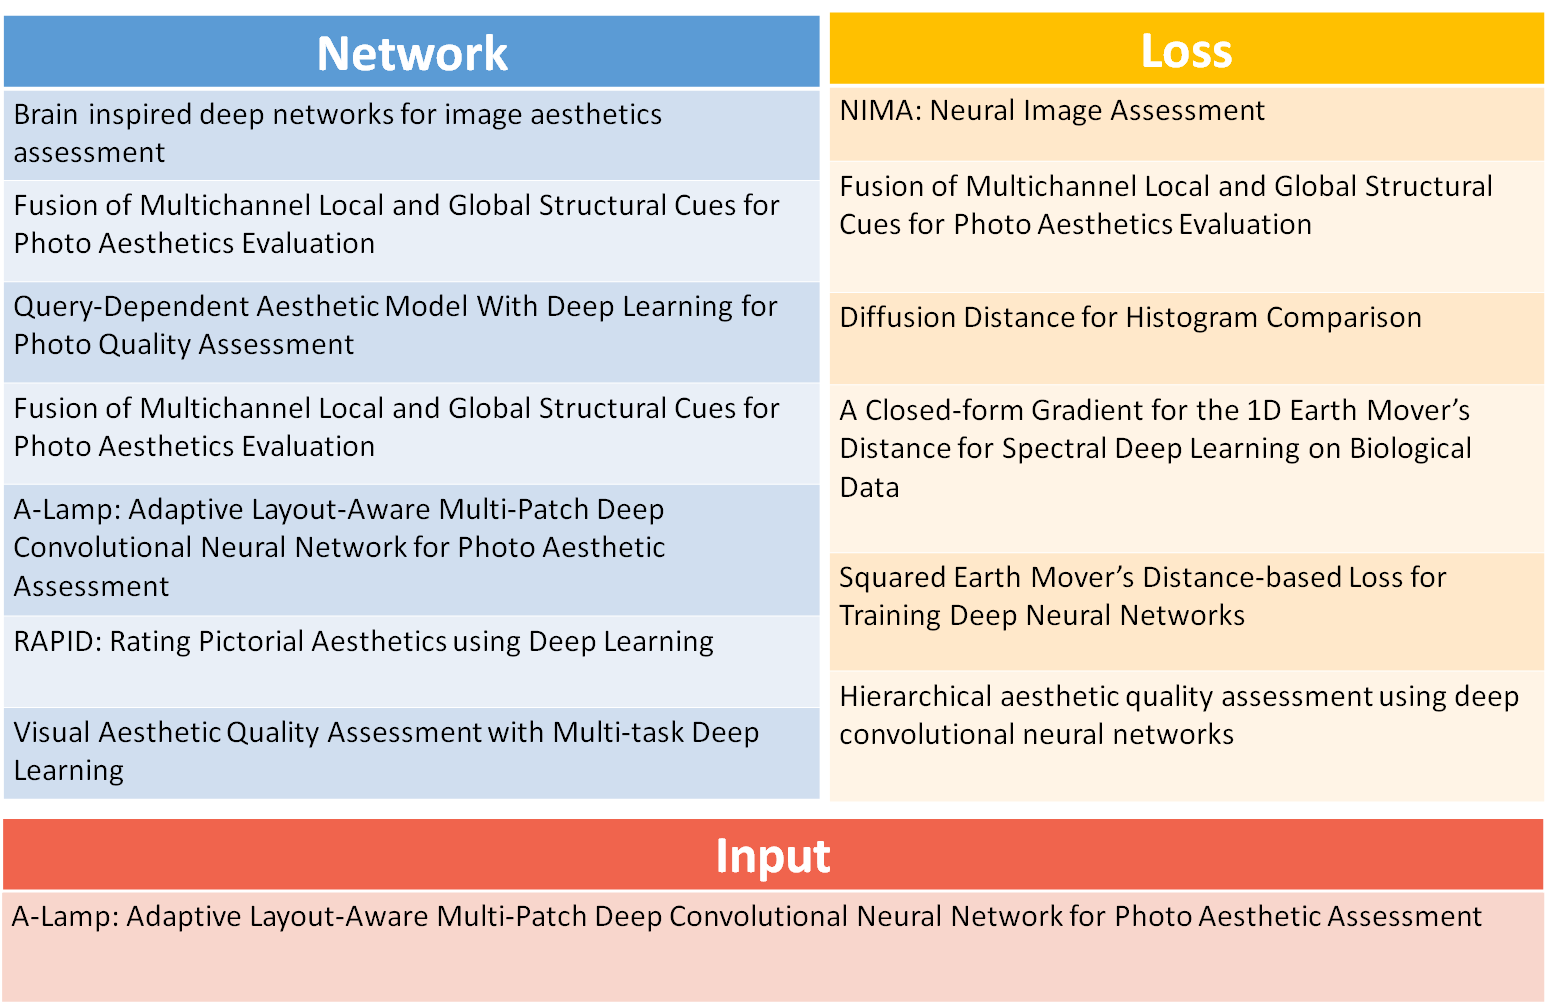 Network
Brain inspired deep networks for image aesthetics
assessment
Fusion of Multichannel Local and Global Structural Cues for
Photo Aesthetics Evaluation
Query-Dependent Aesthetic Model With Deep Learning for
Photo Quality Assessment
Fusion of Multichannel Local and Global Structural Cues for
Photo Aesthetics Evaluation
A-Lamp: Adaptive Layout-Aware Multi-Patch Deep
Convolutional Neural Network for Photo Aesthetic
Assessment
RAPID: Rating Pictorial Aesthetics using Deep Learning
Visual Aesthetic Quality Assessment with Multi-task Deep
Learning
Loss
NIMA: Neural Image Assessment
Fusion of Multichannel Local and Global Structural
Cues for Photo Aesthetics Evaluation
Diffusion Distance for Histogram Comparison
A Closed-form Gradient for the 1D Earth Mover’s
Distance for Spectral Deep Learning on Biological
Data
Squared Earth Mover’s Distance-based Loss for
Training Deep Neural Networks
Hierarchical aesthetic quality assessment using deep
convolutional neural networks
Input
A-Lamp: Adaptive Layout-Aware Multi-Patch Deep Convolutional Neural Network for Photo Aesthetic Assessment